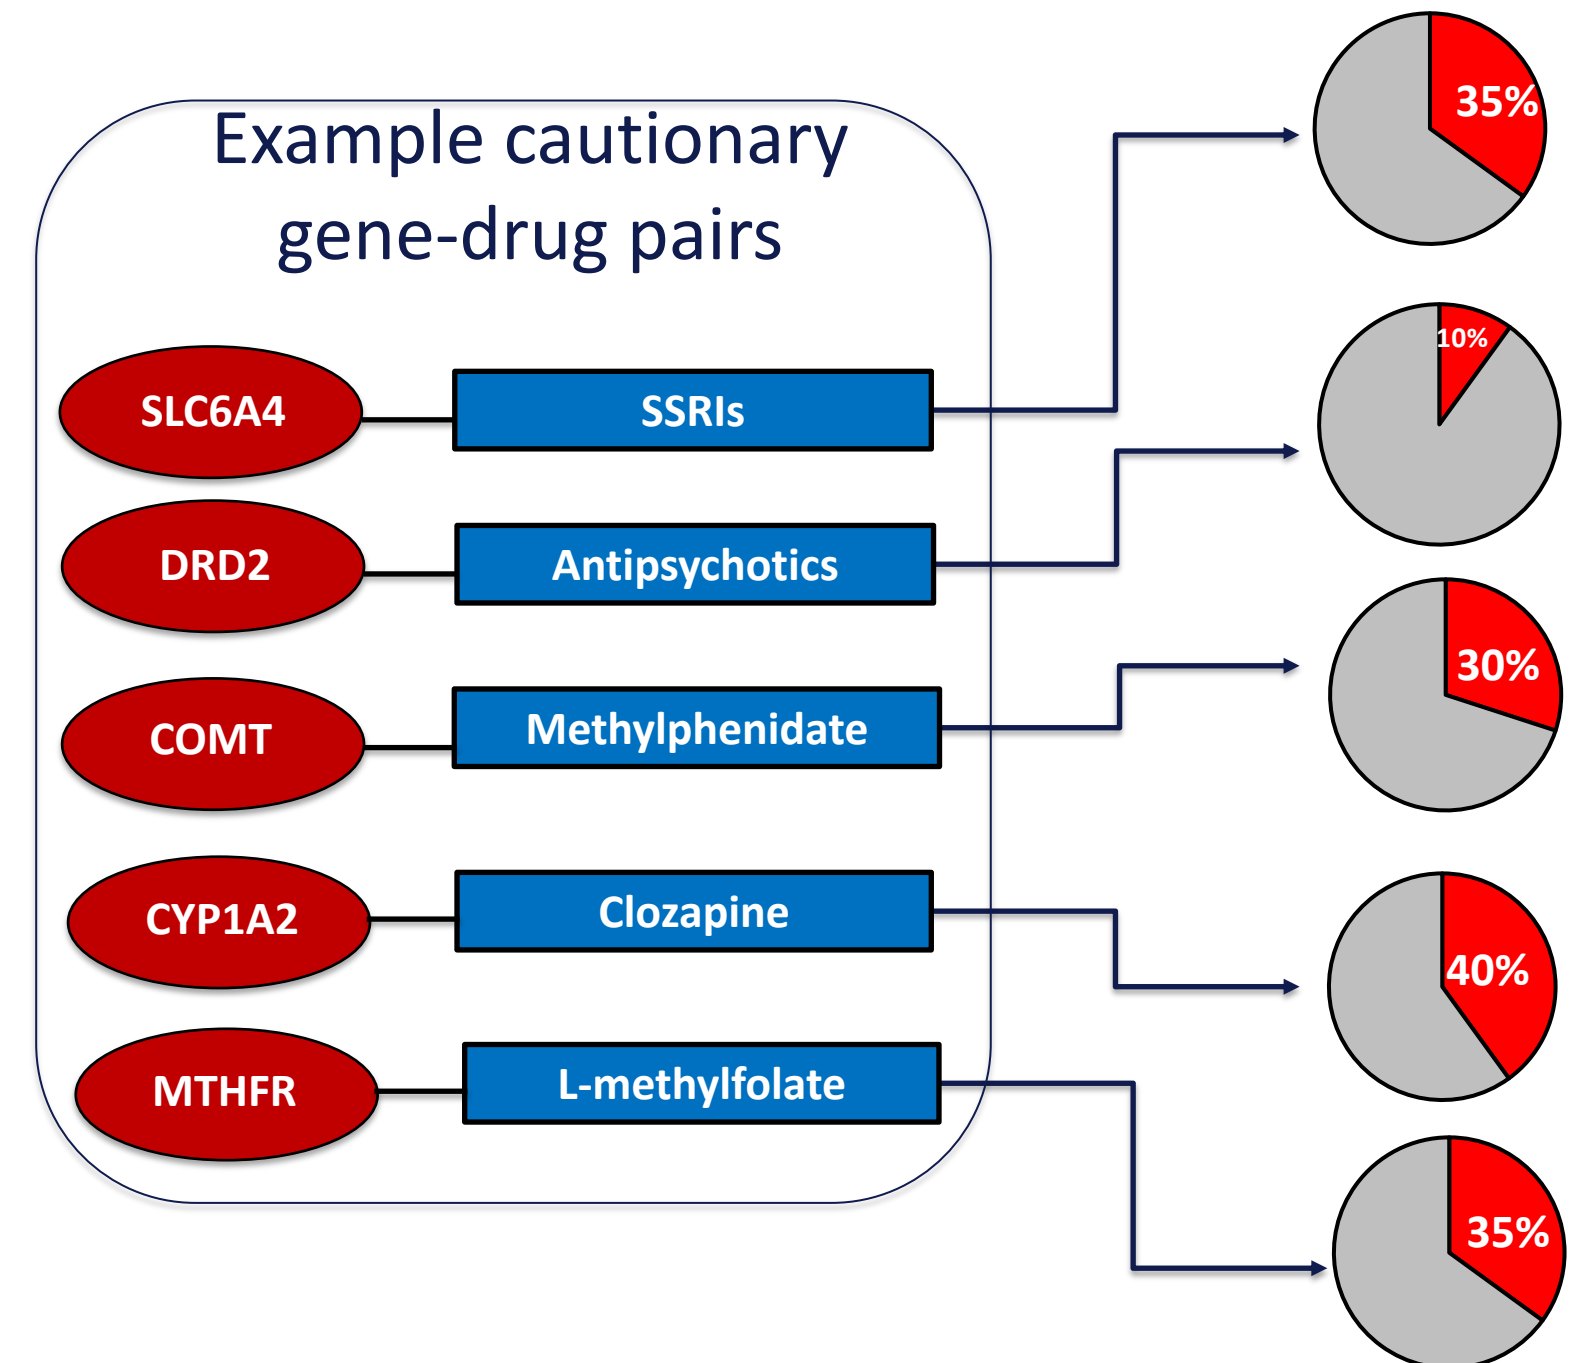 Example cautionary
gene-drug pairs
SLC6A4
SSRIs
35%
DRD2
Antipsychotics
10%
COMT
Methylphenidate
30%
CYP1A2
Clozapine
40%
MTHFR
L-methylfolate
35%